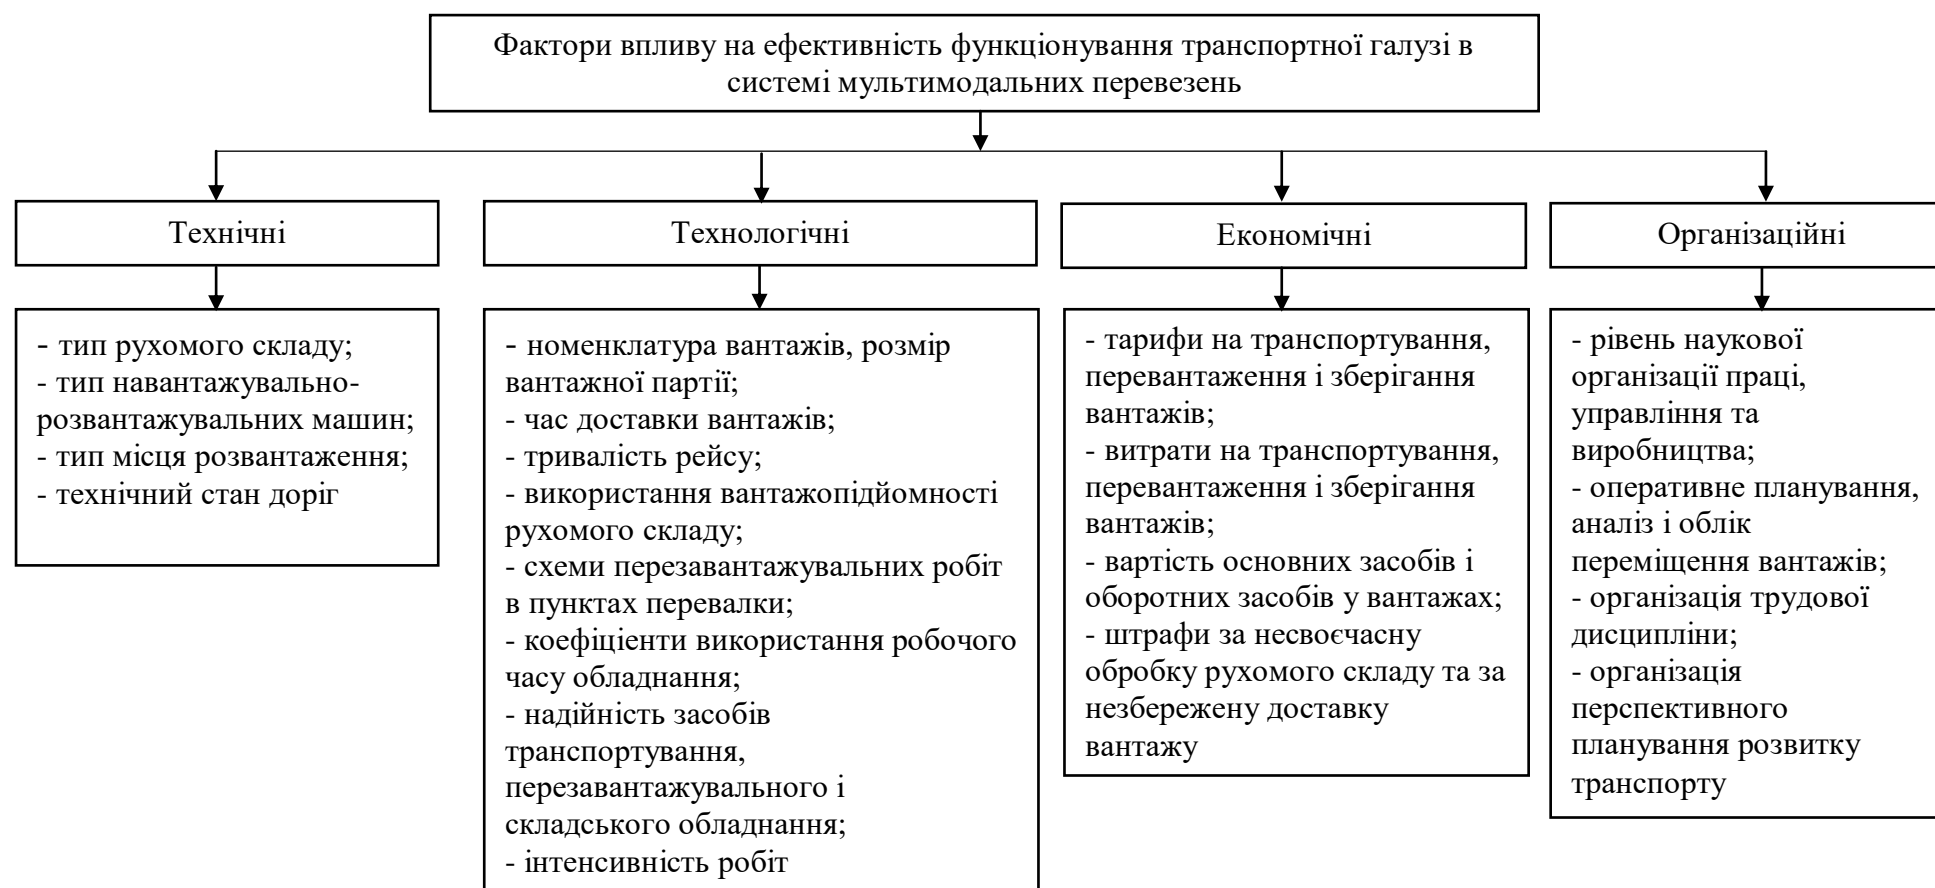 Фактори впливу на ефективність функціонування транспортної галузі в
системі мультимодальних перевезень
Технічні
Технологічні
Економічні
Організаційні
- тип рухомого складу;
- тип навантажувально-
розвантажувальних машин;
- тип місця розвантаження;
- технічний стан доріг
- номенклатура вантажів, розмір
вантажної партії;
- час доставки вантажів;
- тривалість рейсу;
- використання вантажопідйомності
рухомого складу;
- схеми перезавантажувальних робіт
в пунктах перевалки;
- коефіціенти використання робочого
часу обладнання;
- надійність засобів
транспортування,
перезавантажувального і
складського обладнання;
- інтенсивність робіт
- тарифи на транспортування,
перевантаження і зберігання
вантажів;
- витрати на транспортування,
перевантаження і зберігання
вантажів;
- вартість основних засобів і
оборотних засобів у вантажах;
- штрафи за несвоєчасну
обробку рухомого складу та за
незбережену доставку
вантажу
- рівень наукової
організації праці,
управління та
виробництва;
- оперативне планування,
аналіз і облік
переміщення вантажів;
- організація трудової
дисципліни;
- організація
перспективного
планування розвитку
транспорту